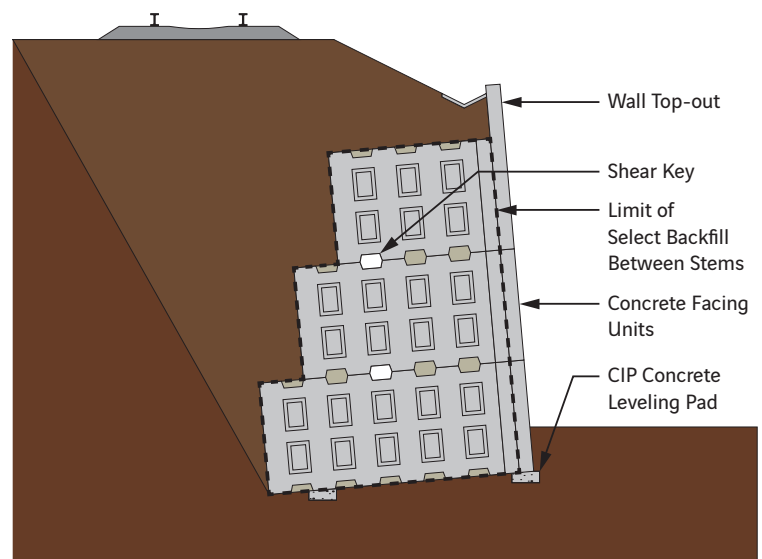 Wall Top-out
Shear Key
Limit of
Select Backfill
Between Stems
Concrete Facing
Units
CIP Concrete
Leveling Pad